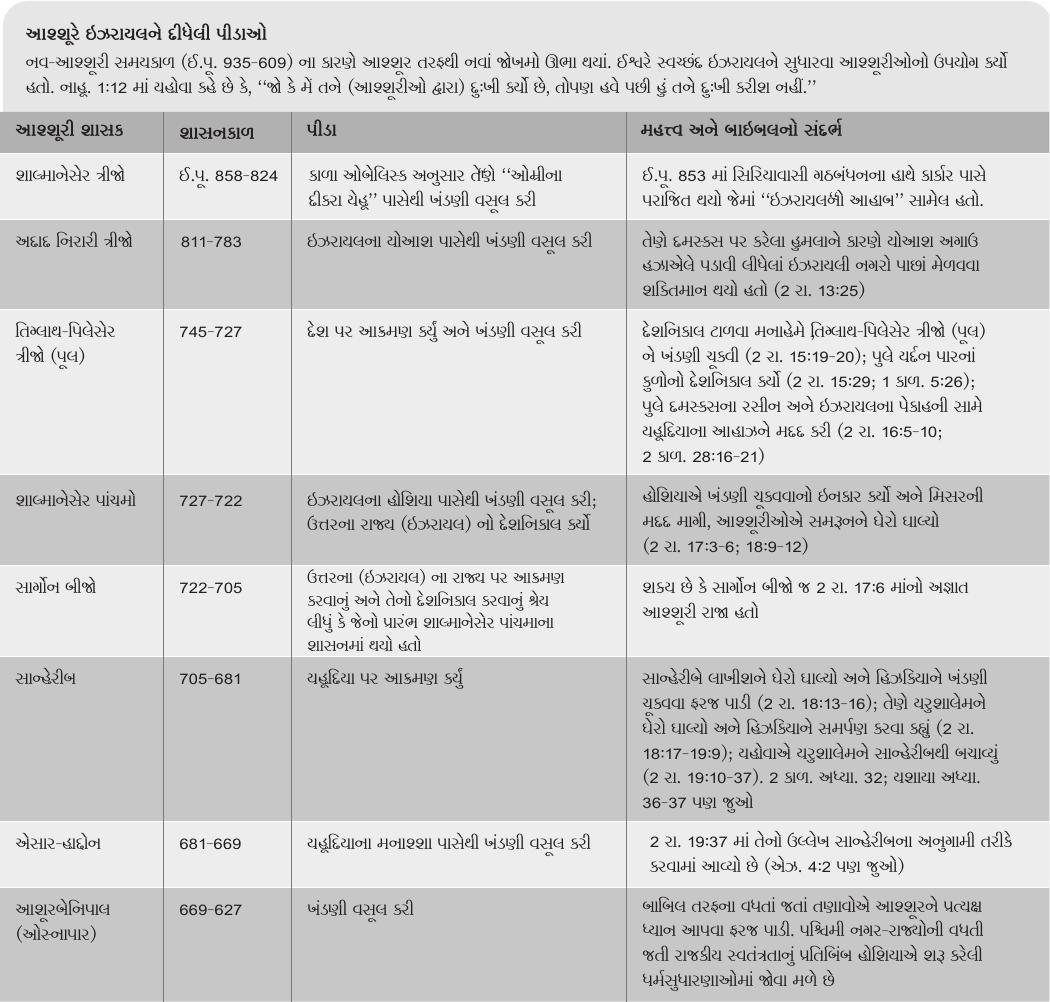 આશ્શૂરે ઇઝરાયલને દીધેલી પીડાઓ
નવ-આશ્શૂરી સમયકાળ (ઈ.પૂ. 935-609) ના કારણે આશ્શૂર તરફથી નવાં જોખમો ઊભા થયાં. ઈશ્વરે સ્વચ્છંદ ઇઝરાયલને સુધારવા આશ્શૂરીઓનો ઉપયોગ કર્યો
હતો. નાહૂ. 1:12 માં યહોવા કહે છે કે, “જો કે મેં તને (આશ્શૂરીઓ દ્વારા) દુઃખી કર્યો છે, તોપણ હવે પછી હું તને દુઃખી કરીશ નહીં.”
આશ્શૂરી શાસક
શાસનકાળ
પીડા
મહત્ત્વ અને બાઇબલનો સંદર્ભ
શાલ્માનેસેર ત્રીજો
ઈ.પૂ. 858-824
કાળા ઓબેલિસ્ક અનુસાર તેણે “ઓમ્રીના
દીકરા યેહૂ” પાસેથી ખંડણી વસૂલ કરી
ઈ.પૂ. 853 માં સિરિયાવાસી ગઠબંધનના હાથે કાર્કાર પાસે
પરાજિત થયો જેમાં “ઇઝરાયલની આહાબ” સામેલ હતો.
અદાદ નિરારી ત્રીજો
811-783
ઇઝરાયલના યોઆશ પાસેથી ખંડણી વસૂલ કરી
તેણે દમસ્કસ પર કરેલા હુમલાને કારણે યોઆશ અગાઉ
હઝાએલે પડાવી લીધેલાં ઇઝરાયલી નગરો પાછાં મેળવવા
શક્તિમાન થયો હતો (2 રા. 13:25)
તિગ્લાથ-પિલેસેર
ત્રીજો (પૂલ)
745-727
દેશ પર આક્રમણ કર્યું અને ખંડણી વસૂલ કરી
દેશનિકાલ ટાળવા મનાહેમે તિગ્લાથ-પિલેસેર ત્રીજો (પૂલ)
ને ખંડણી ચૂકવી (2 રા. 15:19-20); પુલે યર્દન પારનાં
કુળોનો દેશનિકાલ કર્યો (2 રા. 15:29; 1 કાળ. 5:26);
પુલે દમસ્કસના રસીન અને ઇઝરાયલના પેકાહની સામે
યહૂદિયાના આહાઝને મદદ કરી (2 રા. 16:5-10;
2 કાળ. 28:16-21)
શાલ્માનેસેર પાંચમો
727-722
ઇઝરાયલના હોશિયા પાસેથી ખંડણી વસૂલ કરી;
ઉત્તરના રાજ્ય (ઇઝરાયલ) નો દેશનિકાલ કર્યો
હોશિયાએ ખંડણી ચૂકવવાનો ઇનકાર કર્યો અને મિસરની
મદદ માગી, આશ્શૂરીઓએ સમરૂનને ઘેરો ઘાલ્યો
(2 રા. 17:3-6; 18:9-12)
સાર્ગોન બીજો
722-705
ઉત્તરના (ઇઝરાયલ) ના રાજ્ય પર આક્રમણ
કરવાનું અને તેનો દેશનિકાલ કરવાનું શ્રેય
લીધું કે જેનો પ્રારંભ શાલ્માનેસેર પાંચમાના
શાસનમાં થયો હતો
શક્ય છે કે સાર્ગોન બીજો જ 2 રા. 17:6 માંનો અજ્ઞાત
આશ્શૂરી રાજા હતો
સાન્હેરીબ
705-681
યહૂદિયા પર આક્રમણ કર્યું
સાન્હેરીબે લાખીશને ઘેરો ઘાલ્યો અને હિઝકિયાને ખંડણી
ચૂકવવા ફરજ પાડી (2 રા. 18:13-16); તેણે યરુશાલેમને
ઘેરો ઘાલ્યો અને હિઝકિયાને સમર્પણ કરવા કહ્યું (2 રા.
18:17-19:9); યહોવાએ યરુશાલેમને સાન્હેરીબથી બચાવ્યું
(2 રા. 19:10-37). 2 કાળ. અધ્યા. 32; યશાયા અધ્યા.
36-37 પણ જુઓ
એસાર-હાદ્દોન
681-669
યહૂદિયાના મનાશ્શા પાસેથી ખંડણી વસૂલ કરી
2 રા. 19:37 માં તેનો ઉલ્લેખ સાન્હેરીબના અનુગામી તરીકે
કરવામાં આવ્યો છે (એઝ. 4:2 પણ જુઓ)
આશૂરબેનિપાલ
(ઓસ્નાપાર)
669-627
ખંડણી વસૂલ કરી
બાબિલ તરફના વધતાં જતાં તણાવોએ આશ્શૂરને પ્રત્યક્ષ
ધ્યાન આપવા ફરજ પાડી. પશ્ચિમી નગર-રાજ્યોની વધતી
જતી રાજકીય સ્વતંત્રતાનું પ્રતિબિંબ હોશિયાએ શરૂ કરેલી
ધર્મસુધારણાઓમાં જોવા મળે છે